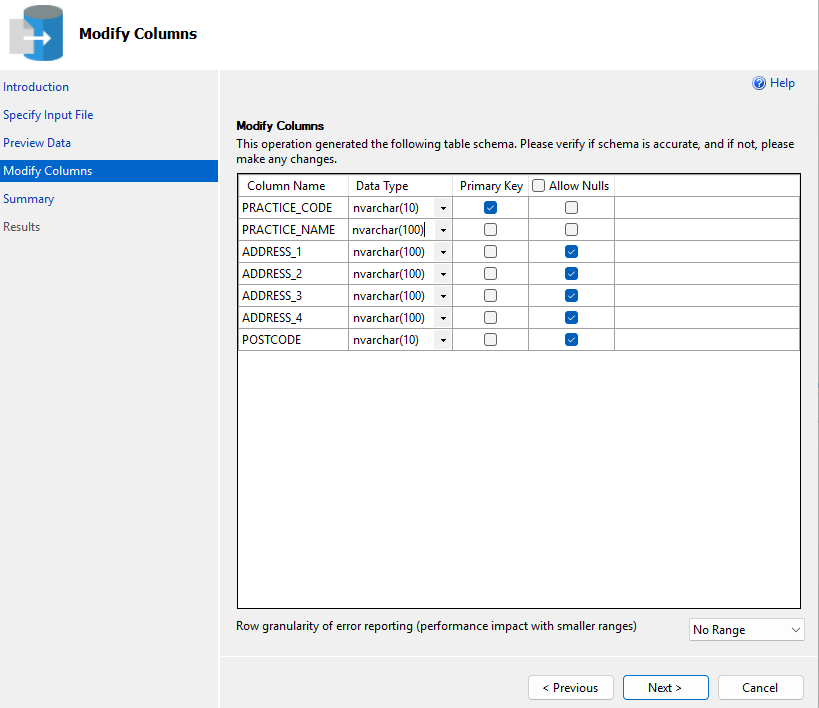 Modify Columns
Introduction
Specify Input File
Preview Data
Modify Columns
Summary
Results
Help
Modify Columns
This operation generated the following table schema. Please verify if schema is accurate, and if not, please
make any changes.
Column Name Data Type Primary Key Allow Nulls
PRACTICE_CODE nvarchar(10)
PRACTICE_NAME nvarchar(100)
ADDRESS_1 nvarchar(100)
ADDRESS_2 nvarchar(100)
ADDRESS_3 nvarchar(100)
ADDRESS_4 nvarchar(100)
POSTCODE nvarchar(10)
Row granularity of error reporting (performance impact with smaller ranges) No Range
< Previous Next > Cancel